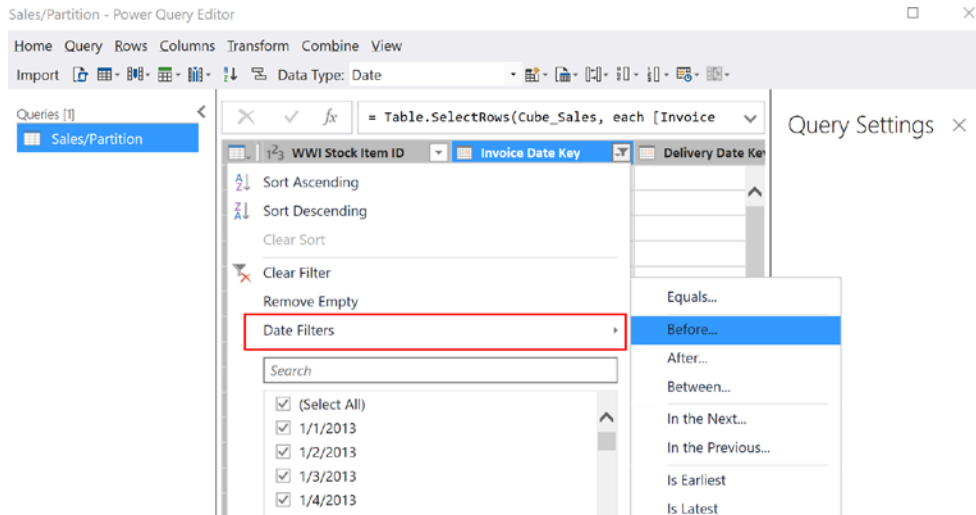 Sales/Partition - Power Query Editor
Home Query Rows Columns Transform Combine View
Import Data Type: Date
Queries [1]
Sales/Partition
fx = Table.SelectRows(Cube_Sales, each [Invoice
Query Settings
1²3 WWI Stock Item ID Invoice Date Key Delivery Date Key
Sort Ascending
Sort Descending
Clear Sort
Clear Filter
Remove Empty
Date Filters
Search
(Select All)
1/1/2013
1/2/2013
1/3/2013
1/4/2013
Equals...
Before...
After...
Between...
In the Next...
In the Previous...
Is Earliest
Is Latest